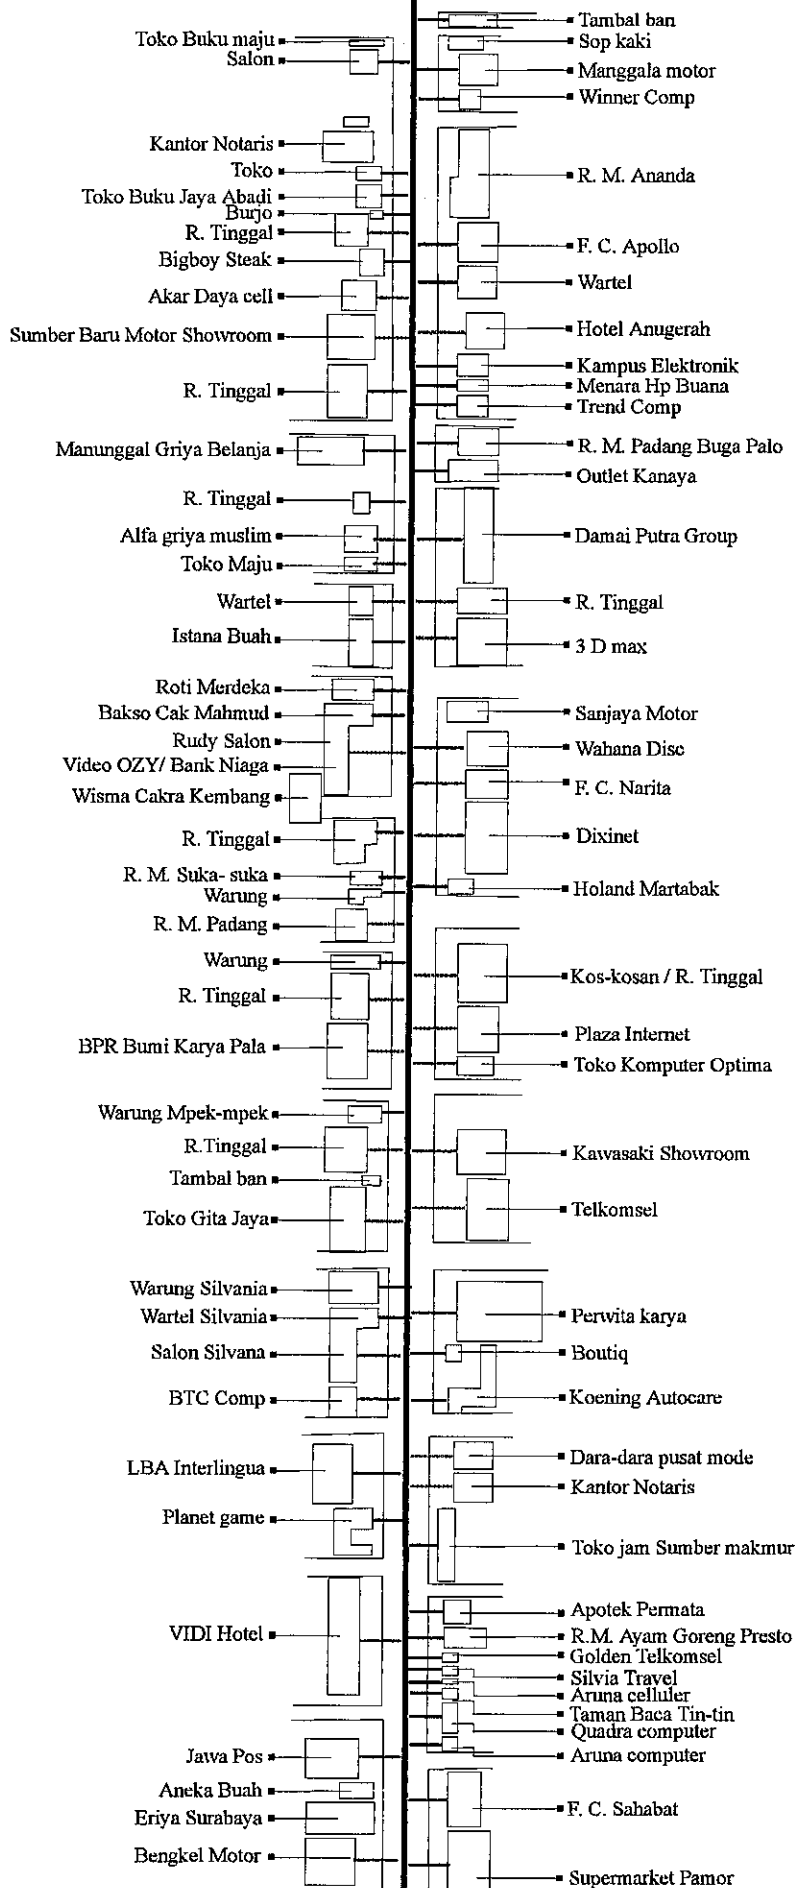 Toko Buku maju
Salon
Kantor Notaris
Toko
Toko Buku Jaya Abadi
Burjo
R. Tinggal
Bigboy Steak
Akar Daya cell
Sumber Baru Motor Showroom
R. Tinggal
Manunggal Griya Belanja
R. Tinggal
Alfa griya muslim
Toko Maju
Wartel
Istana Buah
Roti Merdeka
Bakso Cak Mahmud
Rudy Salon
Video OZY/ Bank Niaga
Wisma Cakra Kembang
R. Tinggal
R. M. Suka- suka
Warung
R. M. Padang
Warung
R. Tinggal
BPR Bumi Karya Pala
Warung Mpek-mpek
R.Tinggal
Tambal ban
Toko Gita Jaya
Warung Silvania
Wartel Silvania
Salon Silvana
BTC Comp
LBA Interlingua
Planet game
VIDI Hotel
Jawa Pos
Aneka Buah
Eriya Surabaya
Bengkel Motor
Tambal ban
Sop kaki
Manggala motor
Winner Comp
R. M. Ananda
F. C. Apollo
Wartel
Hotel Anugerah
Kampus Elektronik
Menara Hp Buana
Trend Comp
R. M. Padang Buga Palo
Outlet Kanaya
Damai Putra Group
R. Tinggal
3 D max
Sanjaya Motor
Wahana Disc
F. C. Narita
Dixinet
Holand Martabak
Kos-kosan / R. Tinggal
Plaza Internet
Toko Komputer Optima
Kawasaki Showroom
Telkomsel
Perwita karya
Boutiq
Koening Autocare
Dara-dara pusat mode
Kantor Notaris
Toko jam Sumber makmur
Apotek Permata
R.M. Ayam Goreng Presto
Golden Telkomsel
Silvia Travel
Aruna celluler
Taman Baca Tin-tin
Quadra computer
Aruna computer
F. C. Sahabat
Supermarket Pamor